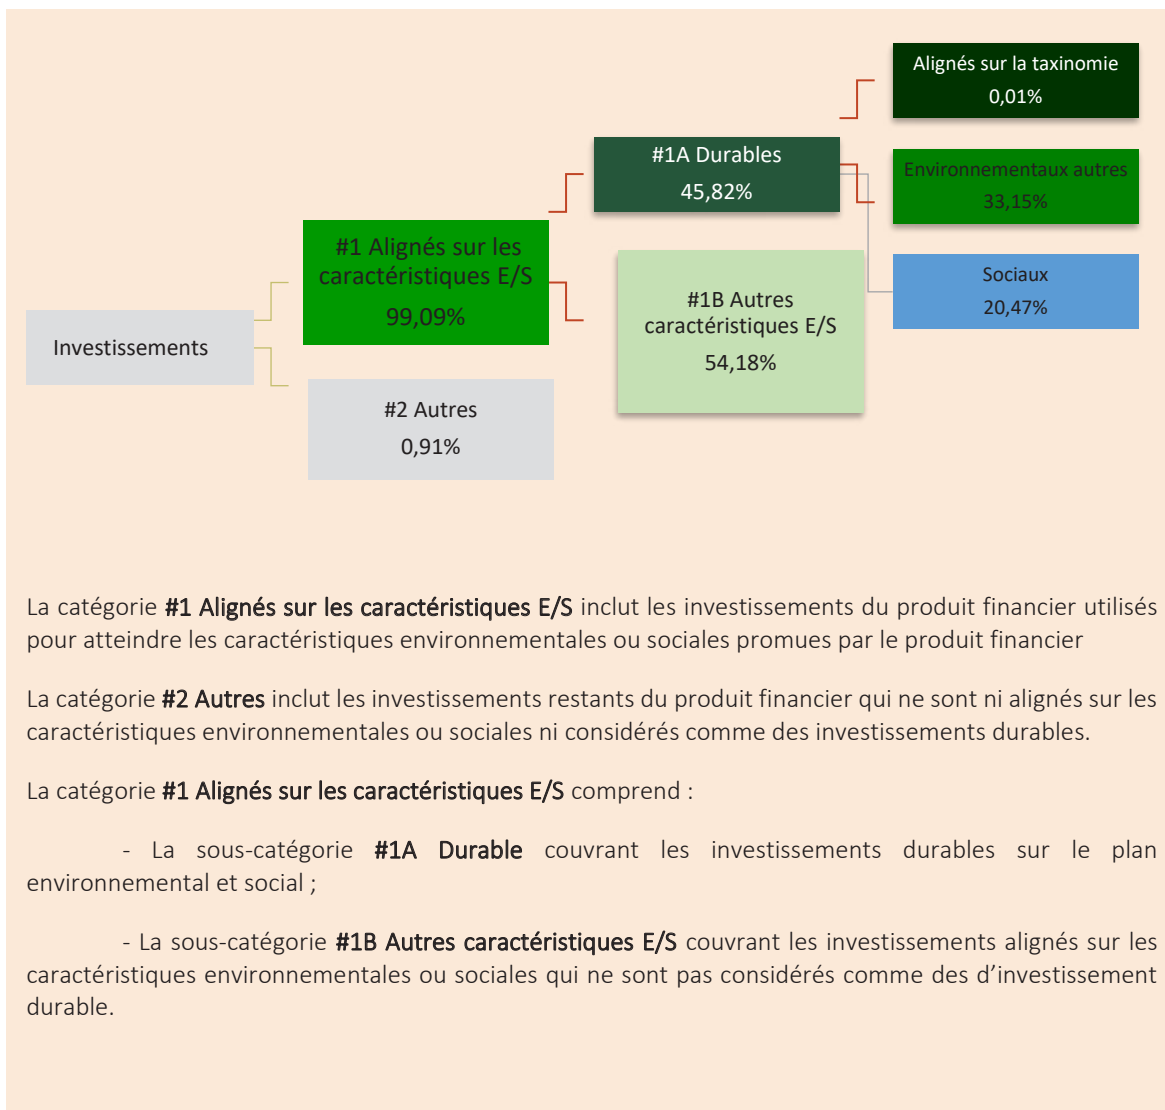 Alignés sur la taxinomie
0,01%
#1A Durables
45,82%
Environnementaux autres
33,15%
#1 Alignés sur les
caractéristiques E/S
99,09%
#1B Autres
caractéristiques E/S
54,18%
Sociaux
20,47%
Investissements
#2 Autres
0,91%
La catégorie #1 Alignés sur les caractéristiques E/S inclut les investissements du produit financier utilisés
pour atteindre les caractéristiques environnementales ou sociales promues par le produit financier
La catégorie #2 Autres inclut les investissements restants du produit financier qui ne sont ni alignés sur les
caractéristiques environnementales ou sociales ni considérés comme des investissements durables.
La catégorie #1 Alignés sur les caractéristiques E/S comprend :
- La sous-catégorie #1A Durable couvrant les investissements durables sur le plan
environnemental et social ;
- La sous-catégorie #1B Autres caractéristiques E/S couvrant les investissements alignés sur les
caractéristiques environnementales ou sociales qui ne sont pas considérés comme des d’investissement
durable.